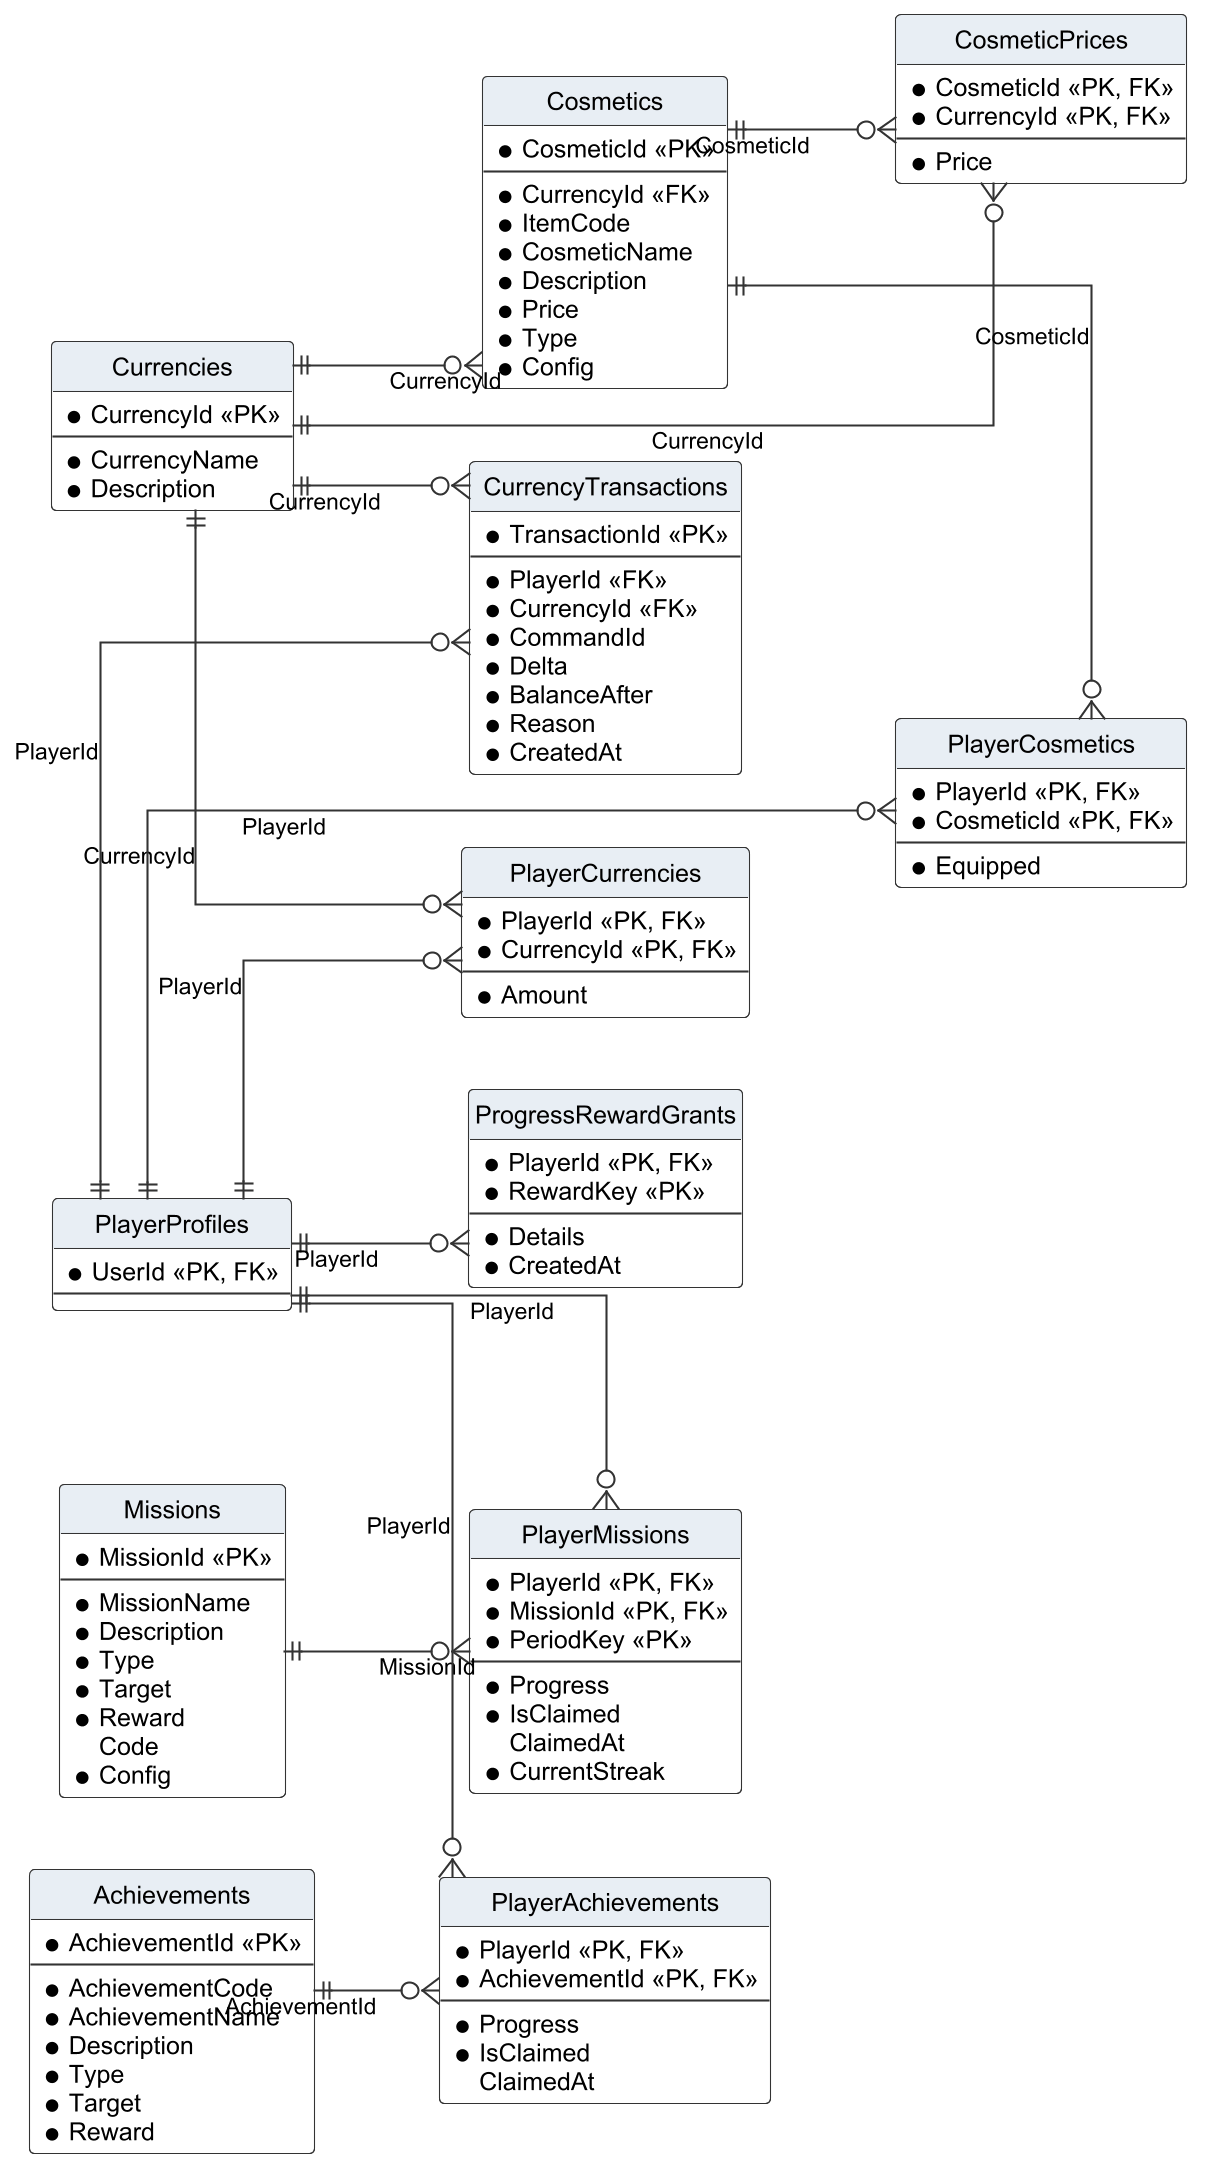 CosmeticPrices
CosmeticId «PK, FK»
CurrencyId «PK, FK»
Price
Cosmetics
CosmeticId «PK»
CurrencyId «FK»
ItemCode
CosmeticName
Description
Price
Type
Config
CosmeticId
CosmeticId
Currencies
CurrencyId «PK»
CurrencyName
Description
CurrencyId
CurrencyId
CurrencyId
CurrencyTransactions
TransactionId «PK»
PlayerId «FK»
CurrencyId «FK»
CommandId
Delta
BalanceAfter
Reason
CreatedAt
PlayerId
PlayerCosmetics
PlayerId «PK, FK»
CosmeticId «PK, FK»
Equipped
PlayerId
CurrencyId
PlayerCurrencies
PlayerId «PK, FK»
CurrencyId «PK, FK»
Amount
PlayerId
ProgressRewardGrants
PlayerId «PK, FK»
RewardKey «PK»
Details
CreatedAt
PlayerProfiles
UserId «PK, FK»
PlayerId
PlayerId
PlayerId
Missions
MissionId «PK»
MissionName
Description
Type
Target
Reward
Code
Config
MissionId
PlayerMissions
PlayerId «PK, FK»
MissionId «PK, FK»
PeriodKey «PK»
Progress
IsClaimed
ClaimedAt
CurrentStreak
Achievements
AchievementId «PK»
AchievementCode
AchievementName
Description
Type
Target
Reward
AchievementId
PlayerAchievements
PlayerId «PK, FK»
AchievementId «PK, FK»
Progress
IsClaimed
ClaimedAt